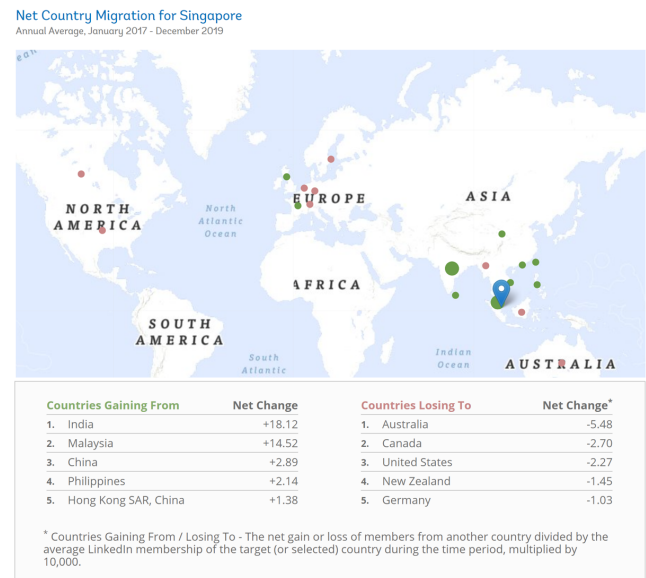 Net Country Migration for Singapore
Annual Average, January 2017 - December 2019
ean
NORTH
AMERICA
North
Atlantic
Ocean
EUROPE
ASIA
AFRICA
SOUTH
AMERICA
South
Atlantic
Indian
Ocean
AUSTRALIA
Countries Gaining From Net Change
1. India +18.12
2. Malaysia +14.52
3. China +2.89
4. Philippines +2.14
5. Hong Kong SAR, China +1.38
Countries Losing To Net Change*
1. Australia -5.48
2. Canada -2.70
3. United States -2.27
4. New Zealand -1.45
5. Germany -1.03
* Countries Gaining From / Losing To - The net gain or loss of members from another country divided by the
average LinkedIn membership of the target (or selected) country during the time period, multiplied by
10,000.